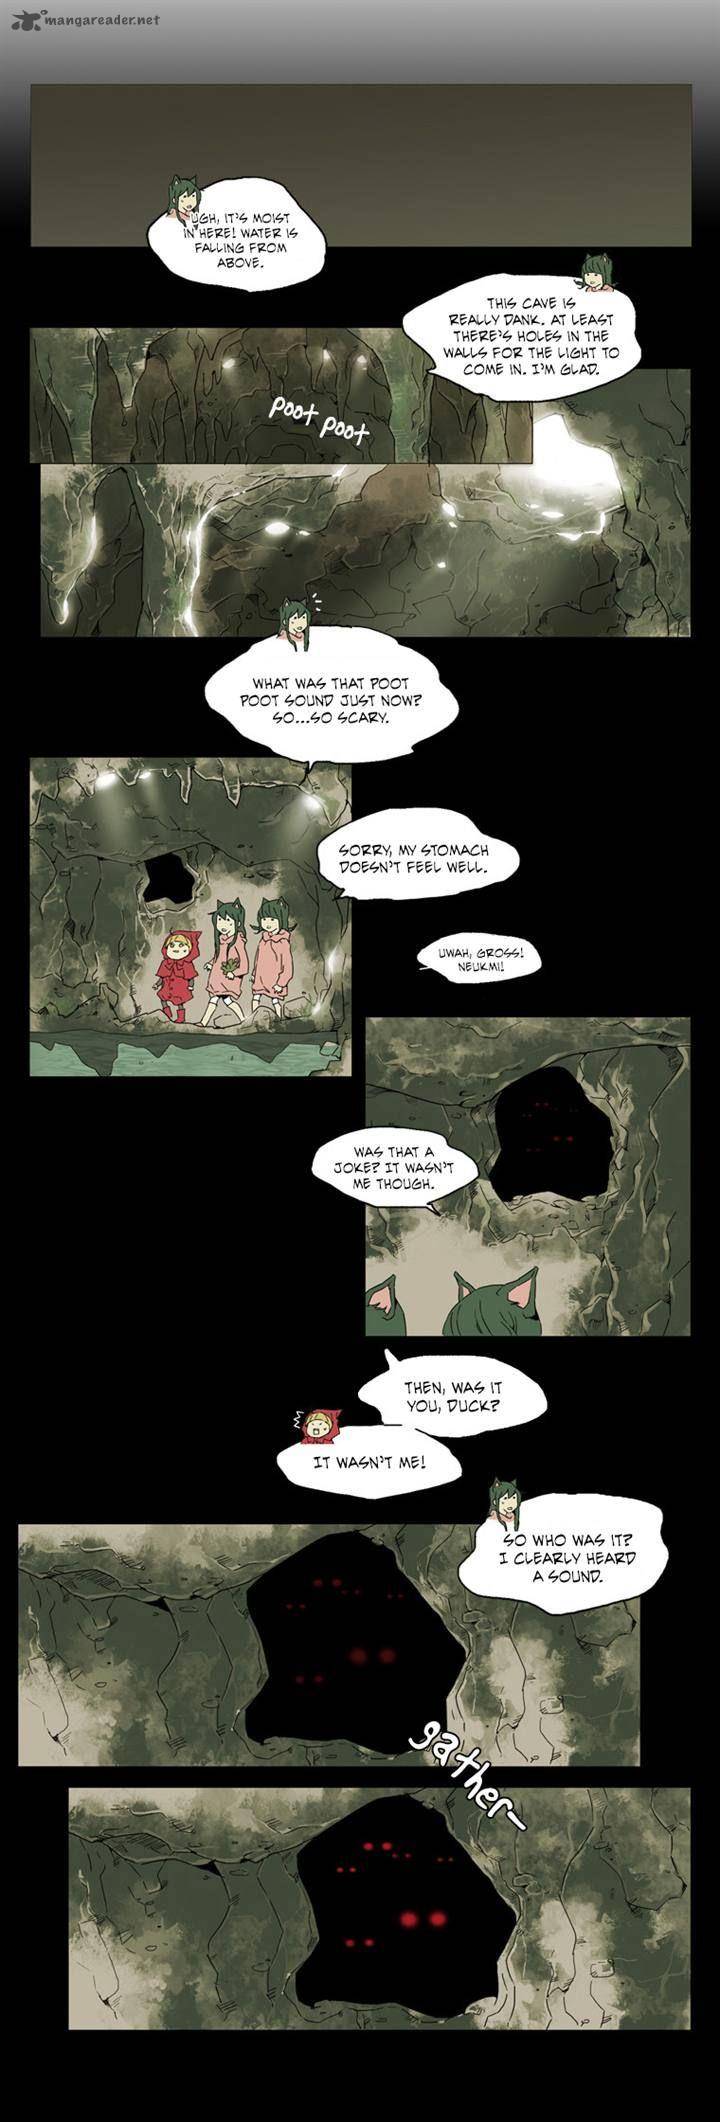 mangareader.net
UGH, IT'S MOIST
IN HERE! WATER IS
FALLING FROM
ABOVE.
THIS CAVE IS
REALLY DANK. AT LEAST
THERE'S HOLES IN THE
WALLS FOR THE LIGHT TO
COME IN. I'M GLAD.
poot poot
WHAT WAS THAT POOT
POOT SOUND JUST NOW?
SO...SO SCARY.
SORRY, MY STOMACH
DOESN'T FEEL WELL.
UWAH, GROSS!
NEUKMI!
WAS THAT A
JOKE? IT WASN'T
ME THOUGH.
THEN, WAS IT
YOU, DUCK?
IT WASN'T ME!
SO WHO WAS IT?
I CLEARLY HEARD
A SOUND.
gather~